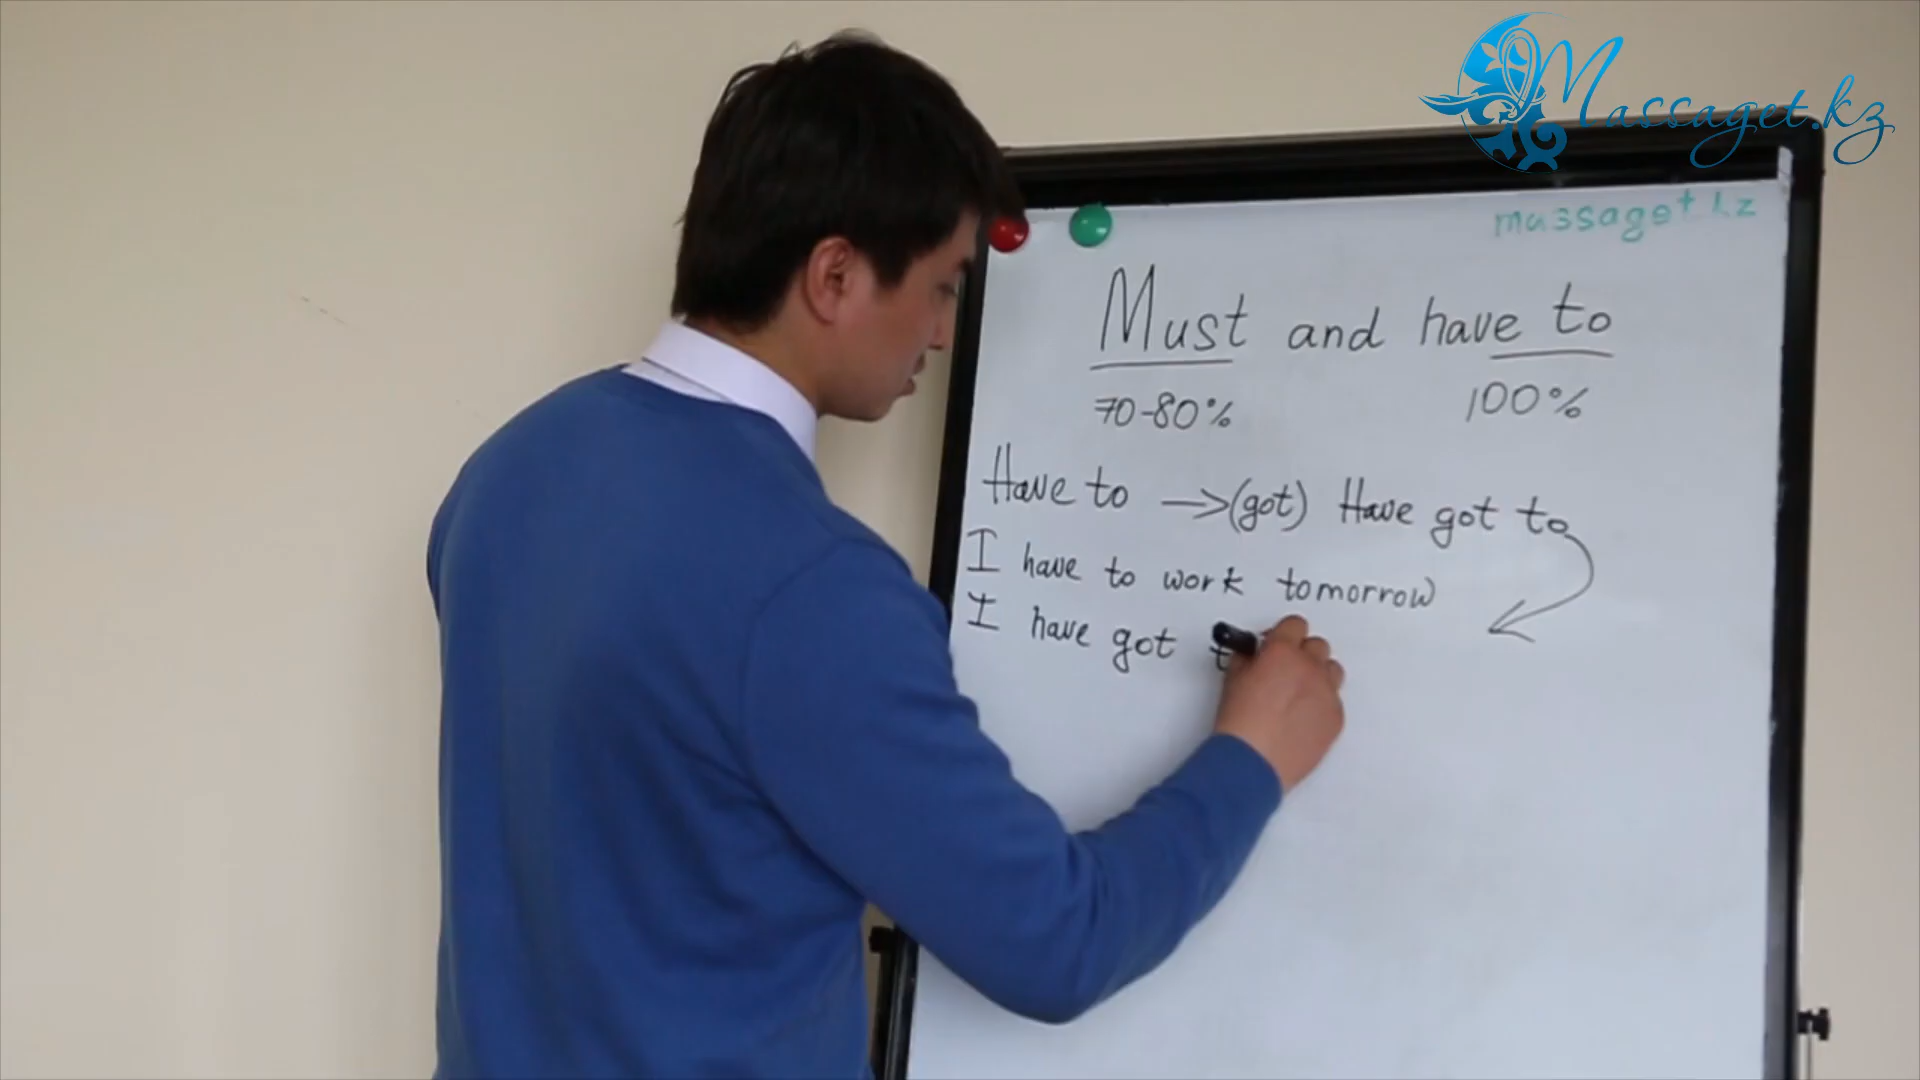 Massaget.kz
massaget kz
Must and have to
70-80% 100%
Have to →(got) Have got to
I have to work tomorrow
I have got t